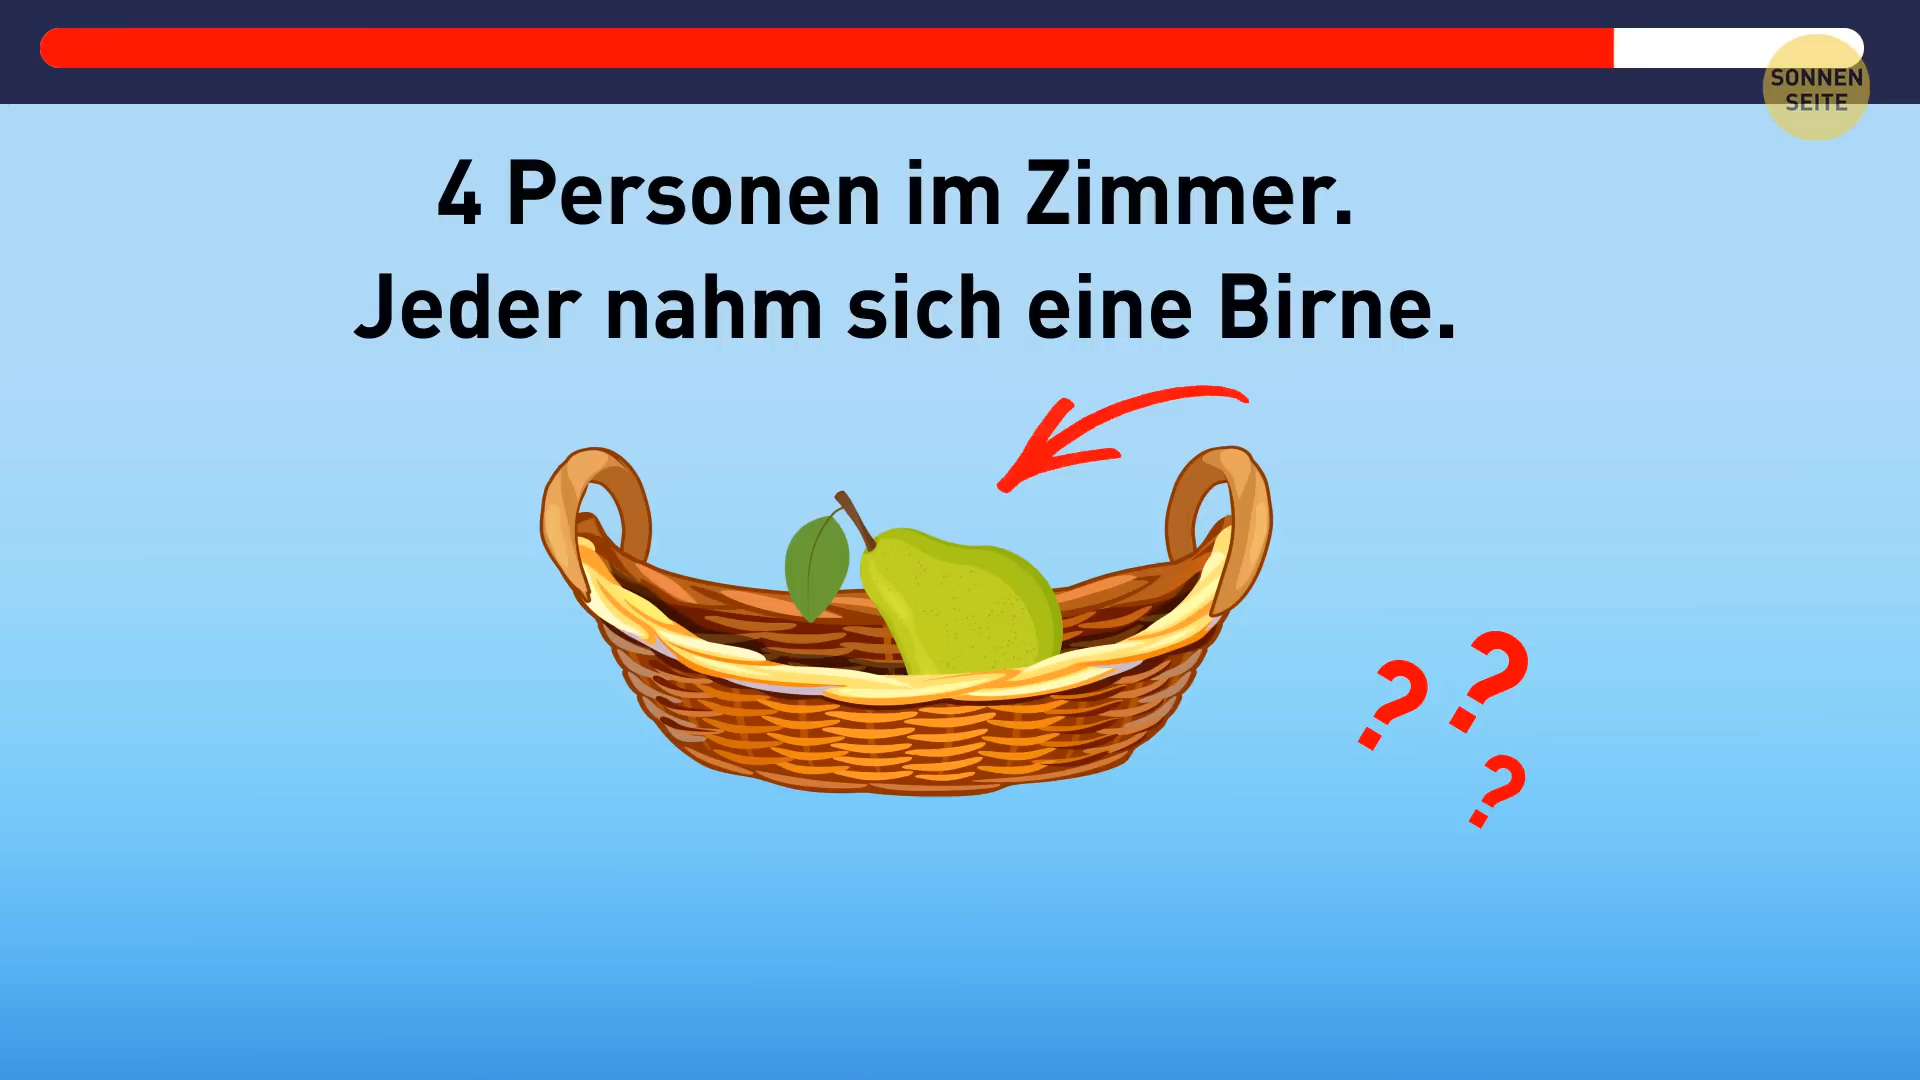 SONNEN
SEITE
4 Personen im Zimmer.
Jeder nahm sich eine Birne.
? ?
?